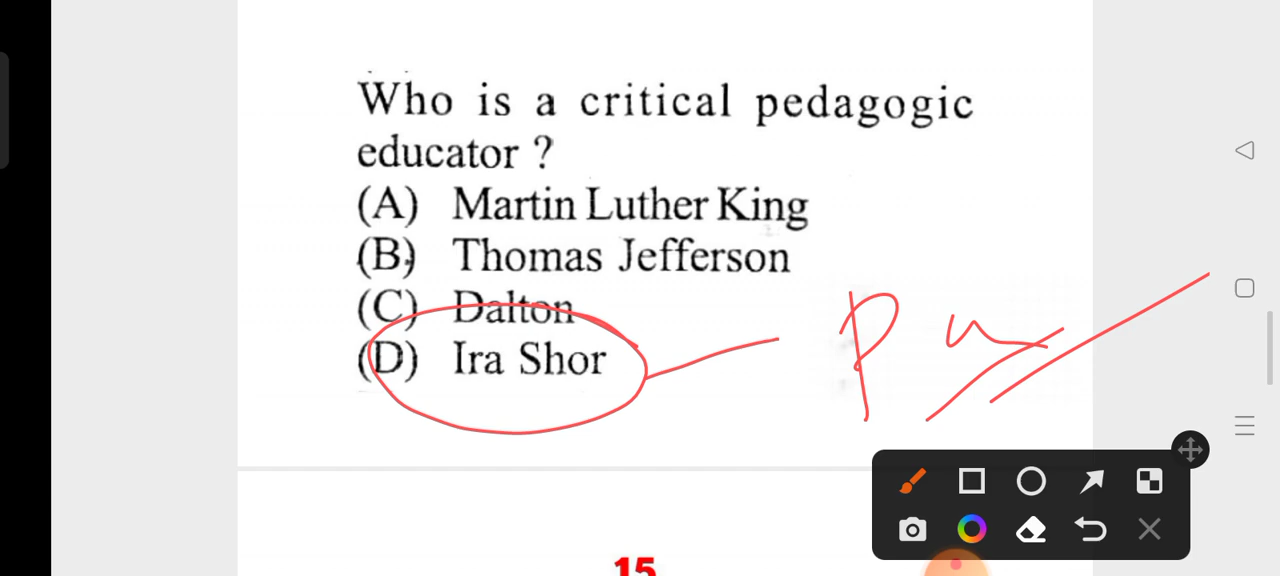 Who is a critical pedagogic
educator ?
(A) Martin Luther King
(B) Thomas Jefferson
(C) Dalton
(D) Ira Shor
15